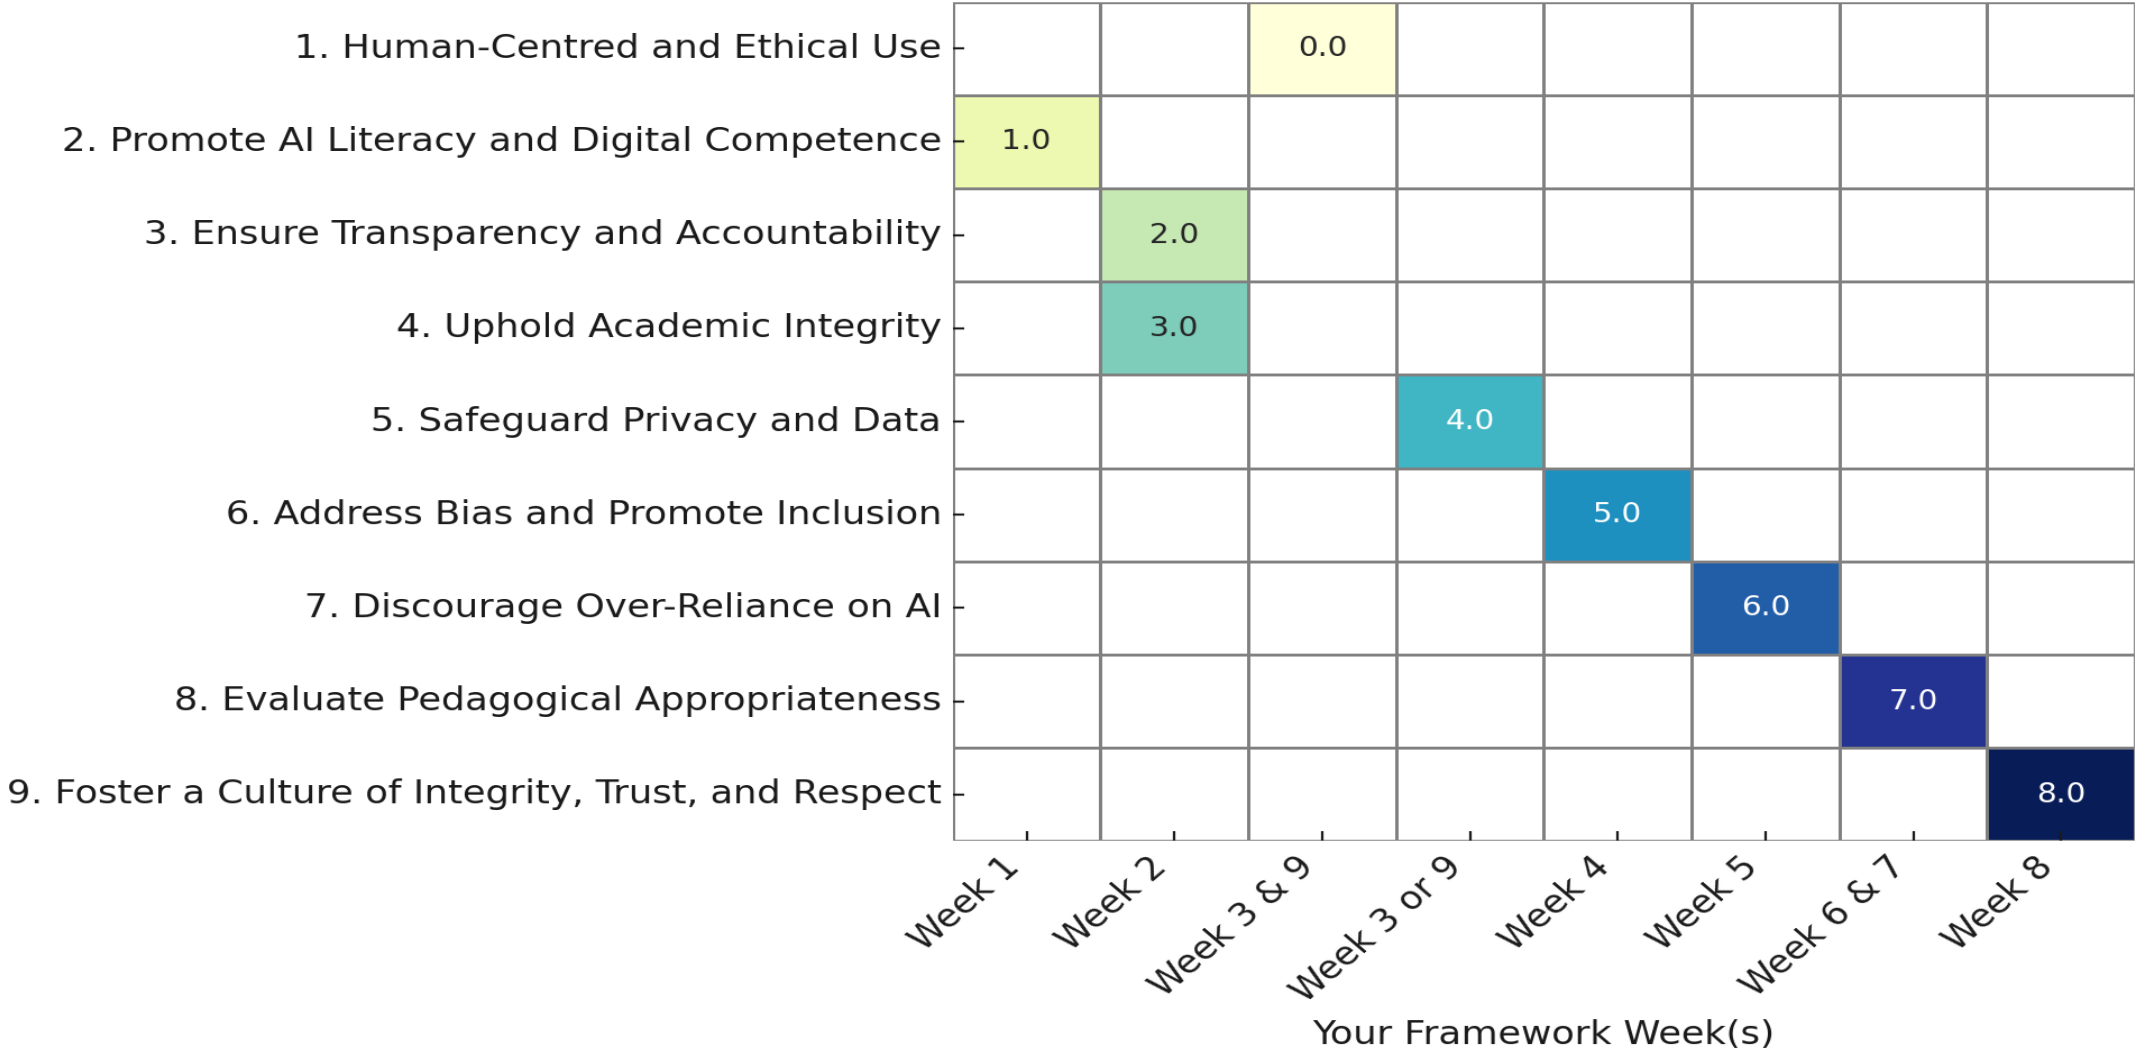 1. Human-Centred and Ethical Use
0.0
2. Promote AI Literacy and Digital Competence
1.0
3. Ensure Transparency and Accountability
2.0
4. Uphold Academic Integrity
3.0
5. Safeguard Privacy and Data
4.0
6. Address Bias and Promote Inclusion
5.0
7. Discourage Over-Reliance on AI
6.0
8. Evaluate Pedagogical Appropriateness
7.0
9. Foster a Culture of Integrity, Trust, and Respect
8.0
Week 1
Week 2
Week 3 & 9
Week 3 or 9
Week 4
Week 5
Week 6 & 7
Week 8
Your Framework Week(s)